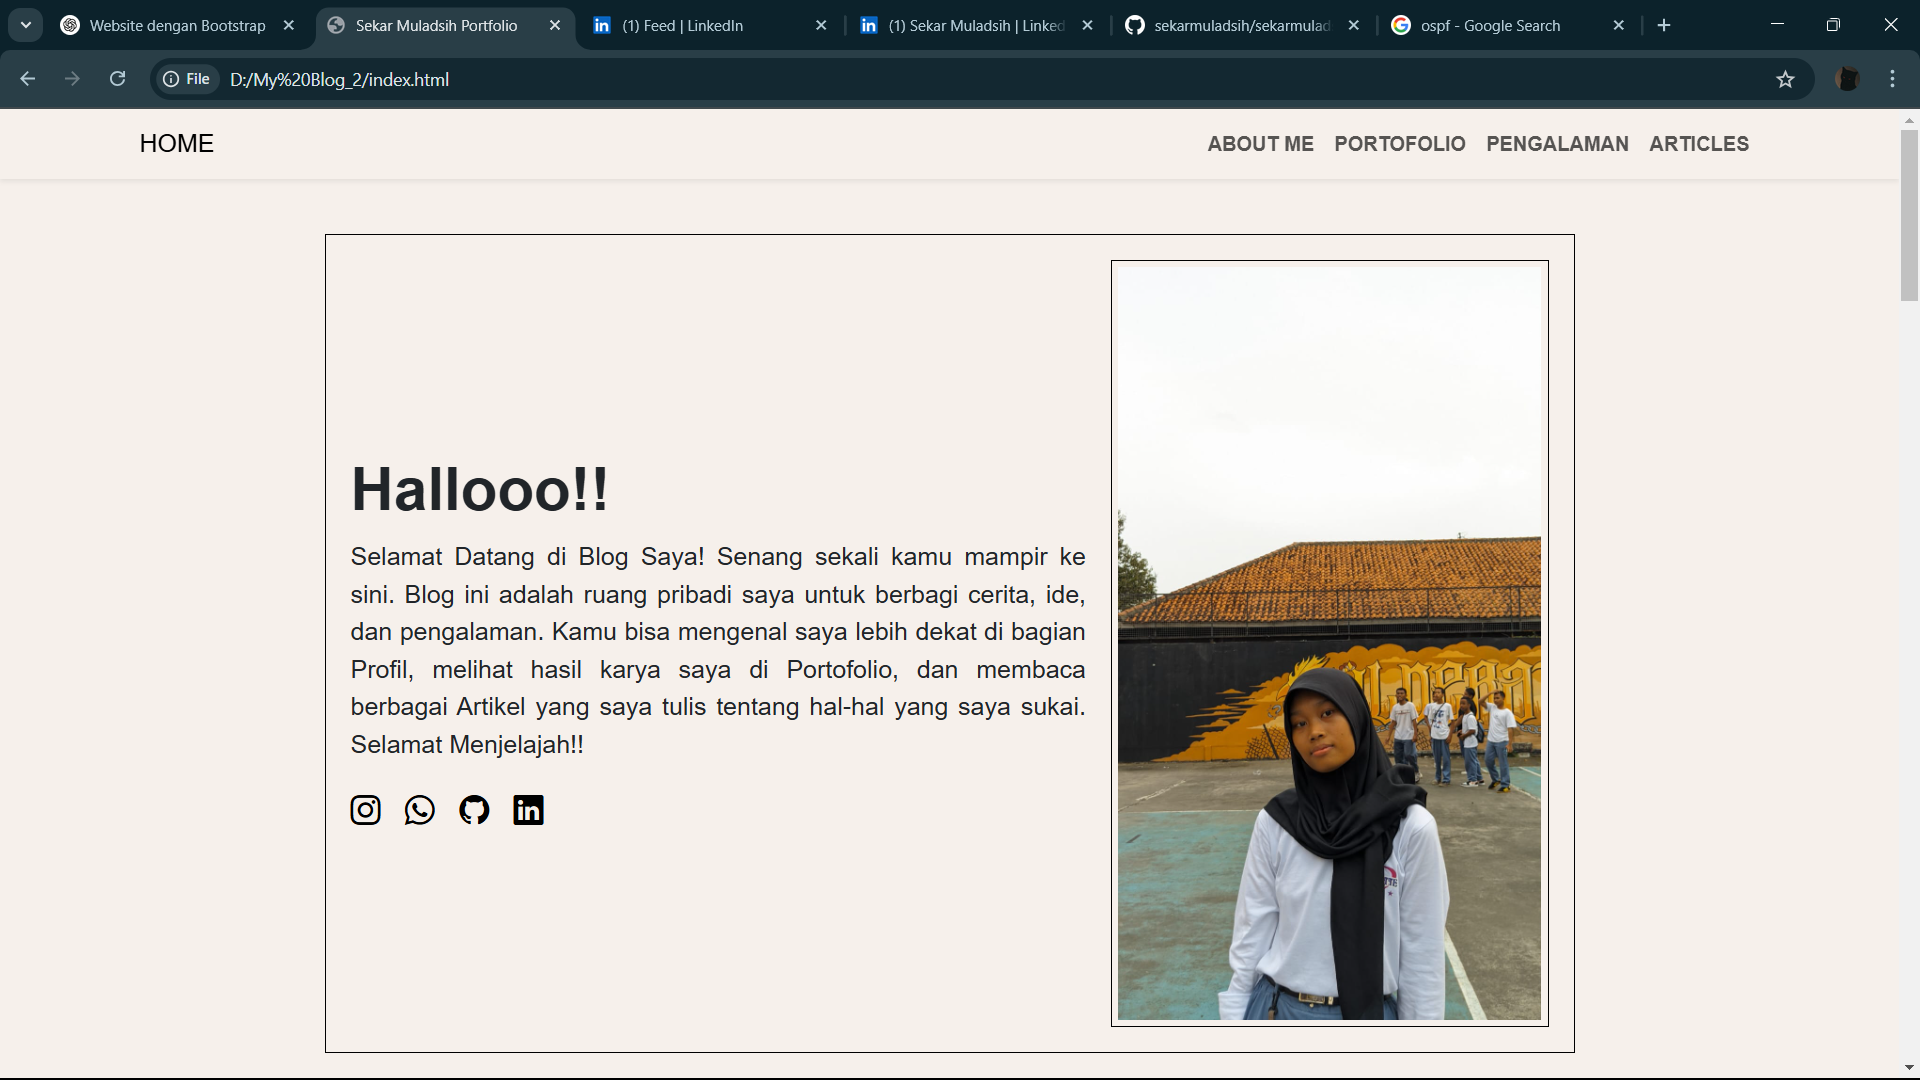 Website dengan Bootstrap
Sekar Muladsih Portfolio
(1) Feed | LinkedIn
(1) Sekar Muladsih | Linked
sekarmuladsih/sekarmulad
ospf - Google Search
File
D:/My%20Blog_2/index.html
HOME
ABOUT ME
PORTOFOLIO
PENGALAMAN
ARTICLES
Hallooo!!
Selamat Datang di Blog Saya! Senang sekali kamu mampir ke
sini. Blog ini adalah ruang pribadi saya untuk berbagi cerita, ide,
dan pengalaman. Kamu bisa mengenal saya lebih dekat di bagian
Profil, melihat hasil karya saya di Portofolio, dan membaca
berbagai Artikel yang saya tulis tentang hal-hal yang saya sukai.
Selamat Menjelajah!!